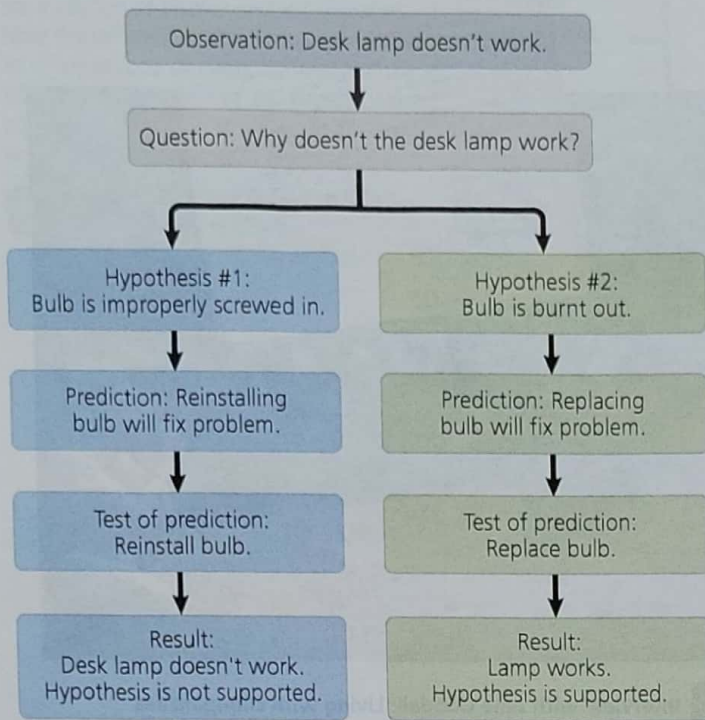 Observation: Desk lamp doesn't work.
Question: Why doesn't the desk lamp work?
Hypothesis #1:
Bulb is improperly screwed in.
Prediction: Reinstalling
bulb will fix problem.
Test of prediction:
Reinstall bulb.
Result:
Desk lamp doesn't work.
Hypothesis is not supported.
Hypothesis #2:
Bulb is burnt out.
Prediction: Replacing
bulb will fix problem.
Test of prediction:
Replace bulb.
Result:
Lamp works.
Hypothesis is supported.